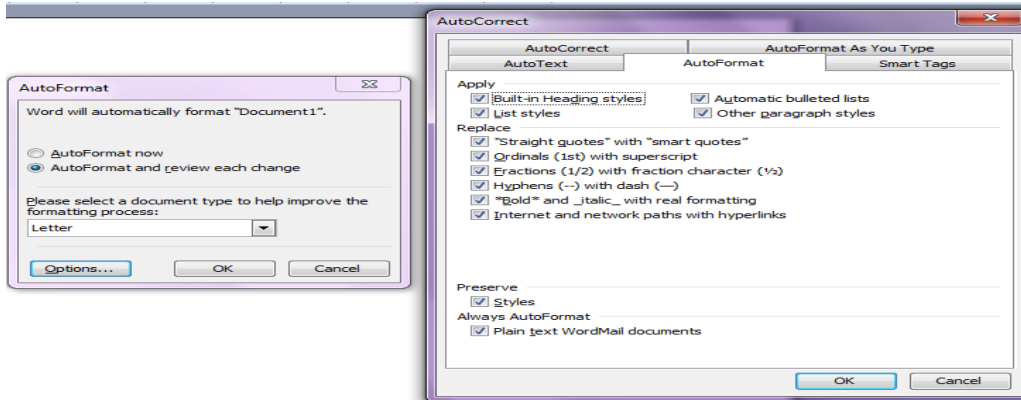 AutoFormat
Word will automatically format "Document1".
AutoFormat now
AutoFormat and review each change
Please select a document type to help improve the
formatting process:
Letter
Options...
OK
Cancel
AutoCorrect
AutoCorrect
AutoFormat As You Type
AutoText
AutoFormat
Smart Tags
Apply
Built-in Heading styles
Automatic bulleted lists
List styles
Other paragraph styles
Replace
"Straight quotes" with “smart quotes”
Ordinals (1st) with superscript
Fractions (1/2) with fraction character (½)
Hyphens (--) with dash (—)
*Bold* and _italic_ with real formatting
Internet and network paths with hyperlinks
Preserve
Styles
Always AutoFormat
Plain text WordMail documents
OK
Cancel